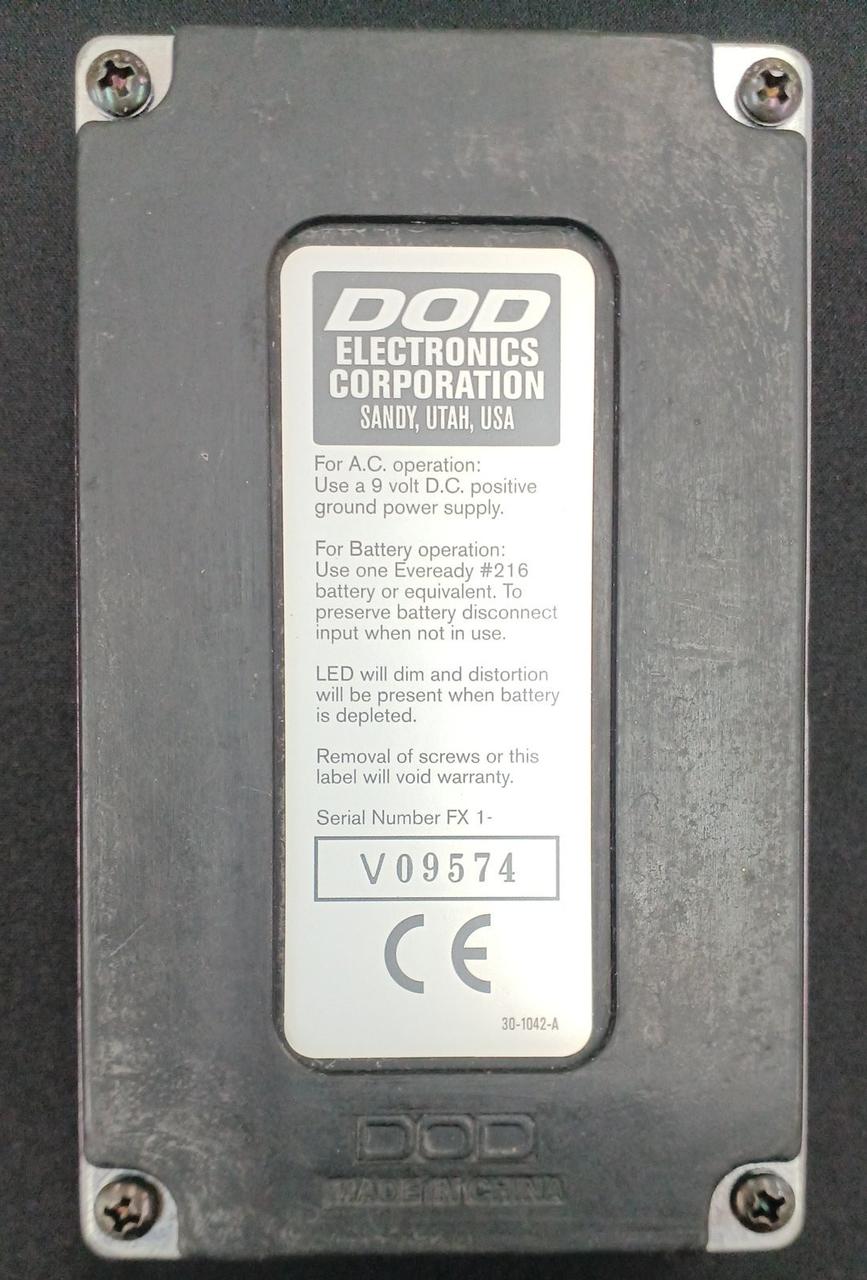 DOD
ELECTRONICS
CORPORATION
SANDY, UTAH, USA
For A.C. operation:
Use a 9 volt D.C. positive
ground power supply.
For Battery operation:
Use one Eveready #216
battery or equivalent. To
preserve battery disconnect
input when not in use.
LED will dim and distortion
will be present when battery
is depleted.
Removal of screws or this
label will void warranty.
Serial Number FX 1-
V09574
CE
30-1042-A
DOD
MADE IN CHINA